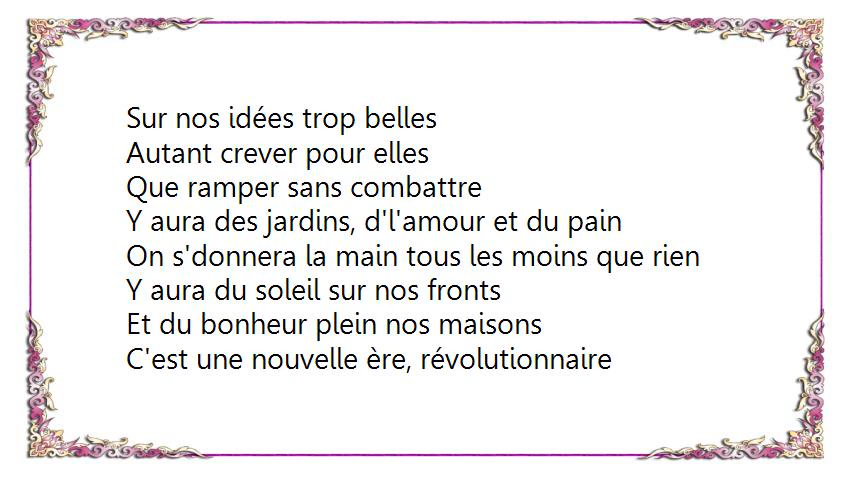 Sur nos idées trop belles
Autant crever pour elles
Que ramper sans combattre
Y aura des jardins, d'l'amour et du pain
On s'donnera la main tous les moins que rien
Y aura du soleil sur nos fronts
Et du bonheur plein nos maisons
C'est une nouvelle ère, révolutionnaire